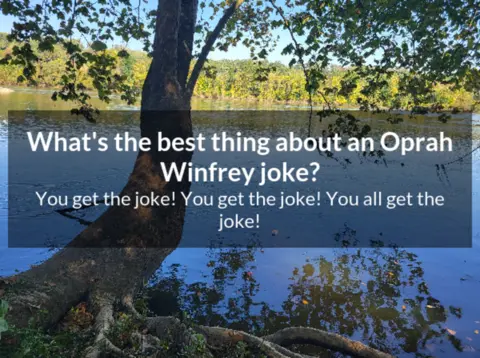 What's the best thing about an Oprah
Winfrey joke?
You get the joke! You get the joke! You all get the
joke!